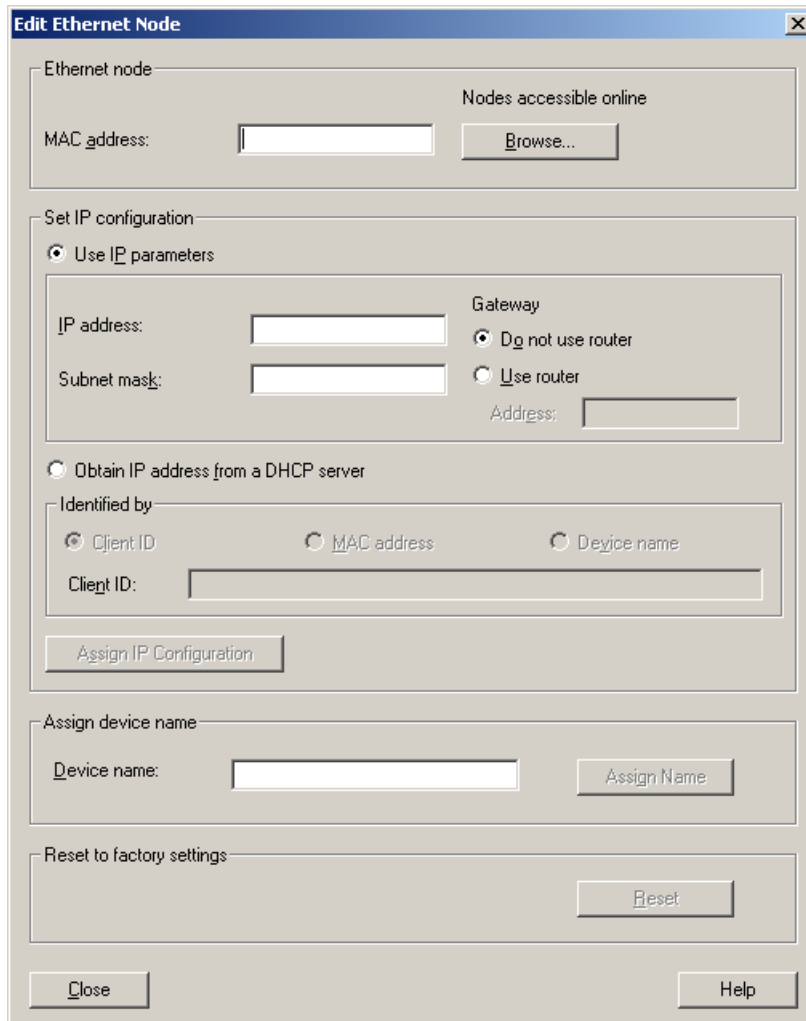 Edit Ethernet Node
Ethernet node
Nodes accessible online
MAC address:
Browse...
Set IP configuration
Use IP parameters
Gateway
IP address:
Do not use router
Subnet mask:
Use router
Address:
Obtain IP address from a DHCP server
Identified by
Client ID
MAC address
Device name
Client ID:
Assign IP Configuration
Assign device name
Device name:
Assign Name
Reset to factory settings
Reset
Close
Help